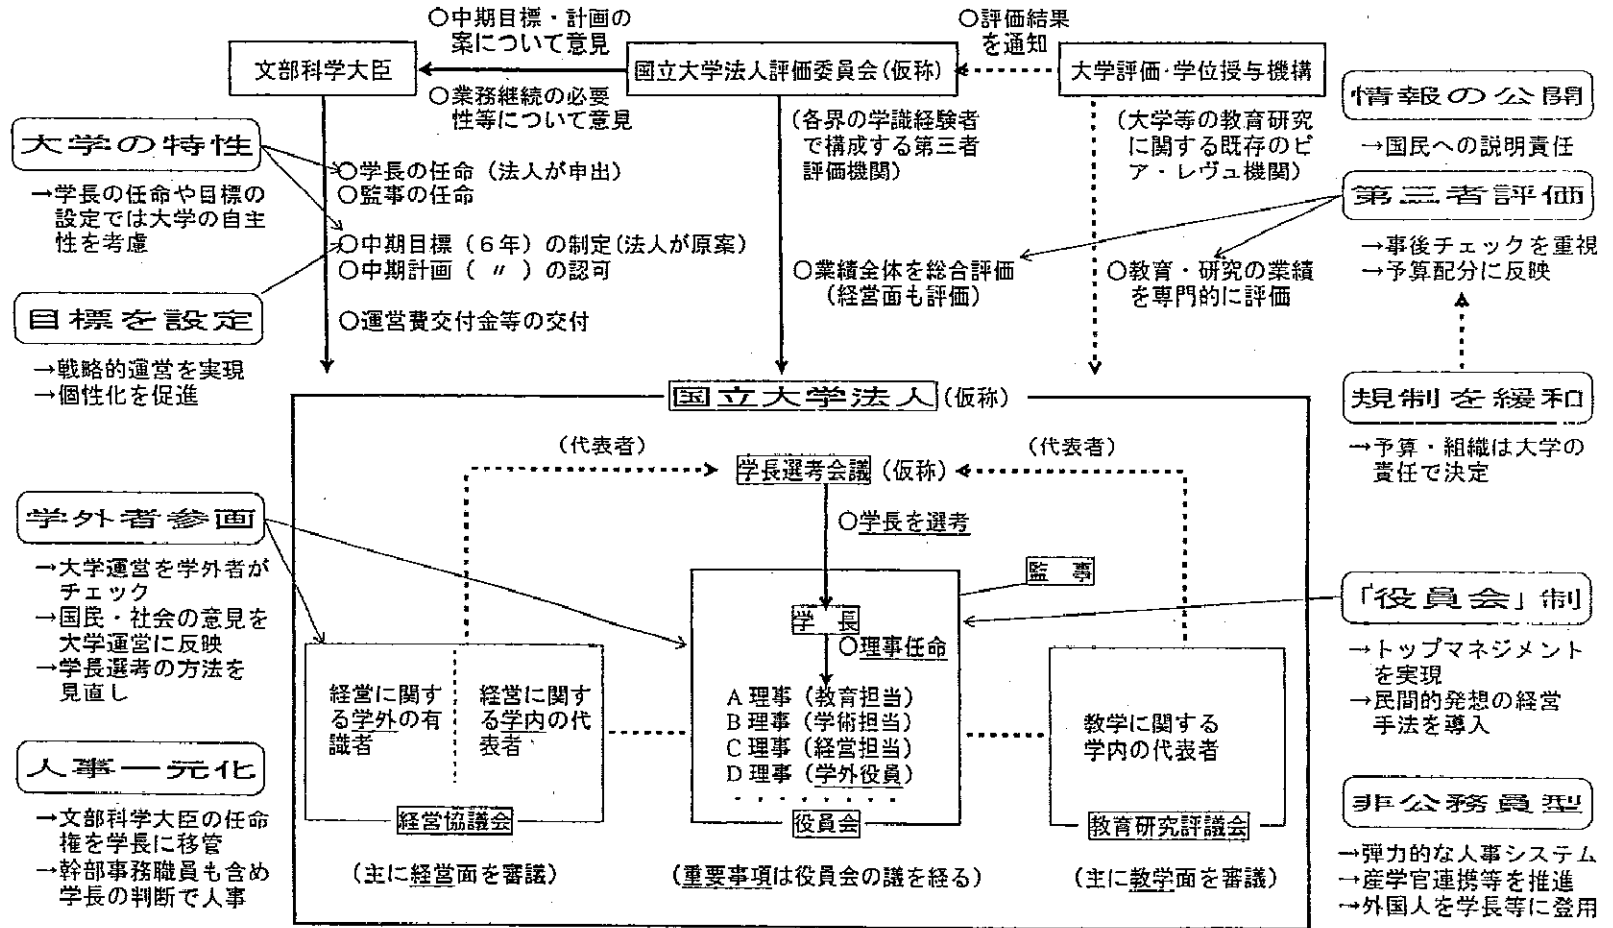 ○中期目標・計画の
案について意見
○評価結果
を通知
文部科学大臣
国立大学法人評価委員会(仮称)
大学評価・学位授与機構
○業務継続の必要
性等について意見
(各界の学識経験者
で構成する第三者
評価機関)
(大学等の教育研究
に関する既存のピ
ア・レヴュ機関)
情報の公開
→国民への説明責任
大学の特性
→学長の任命や目標の
設定では大学の自主
性を考慮
○学長の任命(法人が申出)
○監事の任命
○中期目標(6年)の制定(法人が原案)
○中期計画( 〃 )の認可
○運営費交付金等の交付
○業績全体を総合評価
(経営面も評価)
○教育・研究の業績
を専門的に評価
第三者評価
→事後チェックを重視
→予算配分に反映
目標を設定
→戦略的運営を実現
→個性化を促進
規制を緩和
→予算・組織は大学の
責任で決定
国立大学法人(仮称)
(代表者)
(代表者)
学長選考会議(仮称)
○学長を選考
学外者参画
→大学運営を学外者が
チェック
→国民・社会の意見を
大学運営に反映
→学長選考の方法を
見直し
監 事
学 長
○理事任命
A理事(教育担当)
B理事(学術担当)
C理事(経営担当)
D理事(学外役員)
・・・・・・・
役員会
(重要事項は役員会の議を経る)
経営に関す
る学外の有
識者
経営に関す
る学内の代
表者
経営協議会
(主に経営面を審議)
教学に関する
学内の代表者
教育研究評議会
(主に教学面を審議)
「役員会」制
→トップマネジメント
を実現
→民間的発想の経営
手法を導入
人事一元化
→文部科学大臣の任命
権を学長に移管
→幹部事務職員も含め
学長の判断で人事
非公務員型
→弾力的な人事システム
→産学官連携等を推進
→外国人を学長等に登用